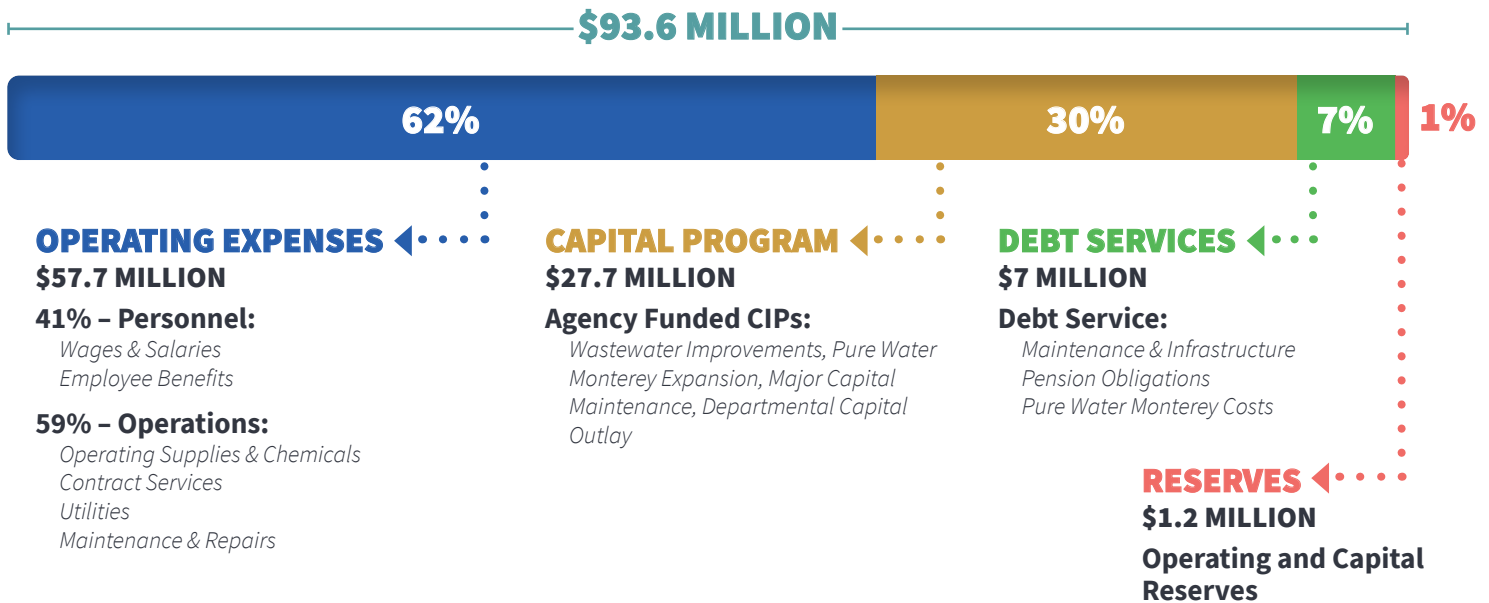 $93.6 MILLION
62%
30%
7%
1%
OPERATING EXPENSES
$57.7 MILLION
41% – Personnel:
Wages & Salaries
Employee Benefits
59% – Operations:
Operating Supplies & Chemicals
Contract Services
Utilities
Maintenance & Repairs
CAPITAL PROGRAM
$27.7 MILLION
Agency Funded CIPs:
Wastewater Improvements, Pure Water
Monterey Expansion, Major Capital
Maintenance, Departmental Capital
Outlay
DEBT SERVICES
$7 MILLION
Debt Service:
Maintenance & Infrastructure
Pension Obligations
Pure Water Monterey Costs
RESERVES
$1.2 MILLION
Operating and Capital
Reserves